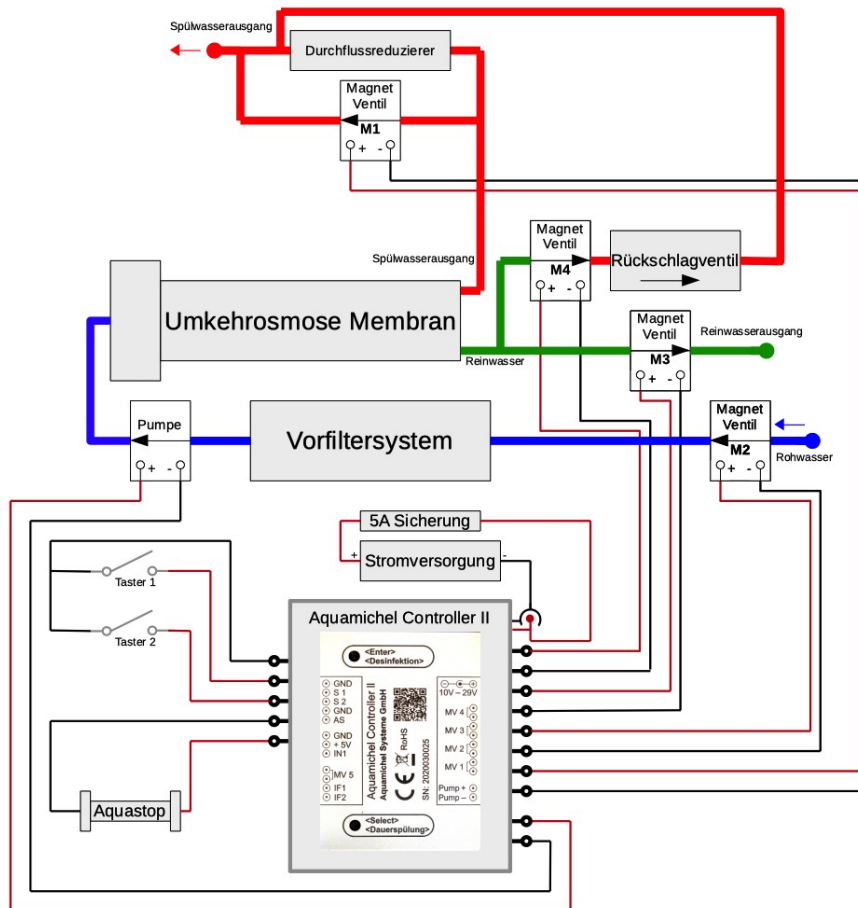 Spülwasserausgang
Durchflussreduzierer
Magnet
Ventil
M1
+ -
Spülwasserausgang
Magnet
Ventil
M4
+ -
Rückschlagventil
Umkehrosmose Membran
Reinwasser
Magnet
Ventil
M3
+ -
Reinwasserausgang
Pumpe
+ -
Vorfiltersystem
Magnet
Ventil
M2
+ -
Rohwasser
5A Sicherung
+ Stromversorgung -
Taster 1
Taster 2
Aquamichel Controller II
<Enter>
<Desinfektion>
GND
S 1
S 2
GND
AS
GND
+ 5V
IN1
MV 5
IF1
IF2
Aquamichel Controller II
Aquamichel Systeme GmbH
RoHS
CE
SN: 2020030025
- +
10V – 29V
MV 4
MV 3
MV 2
MV 1
Pump +
Pump –
<Select>
<Dauerspülung>
Aquastop